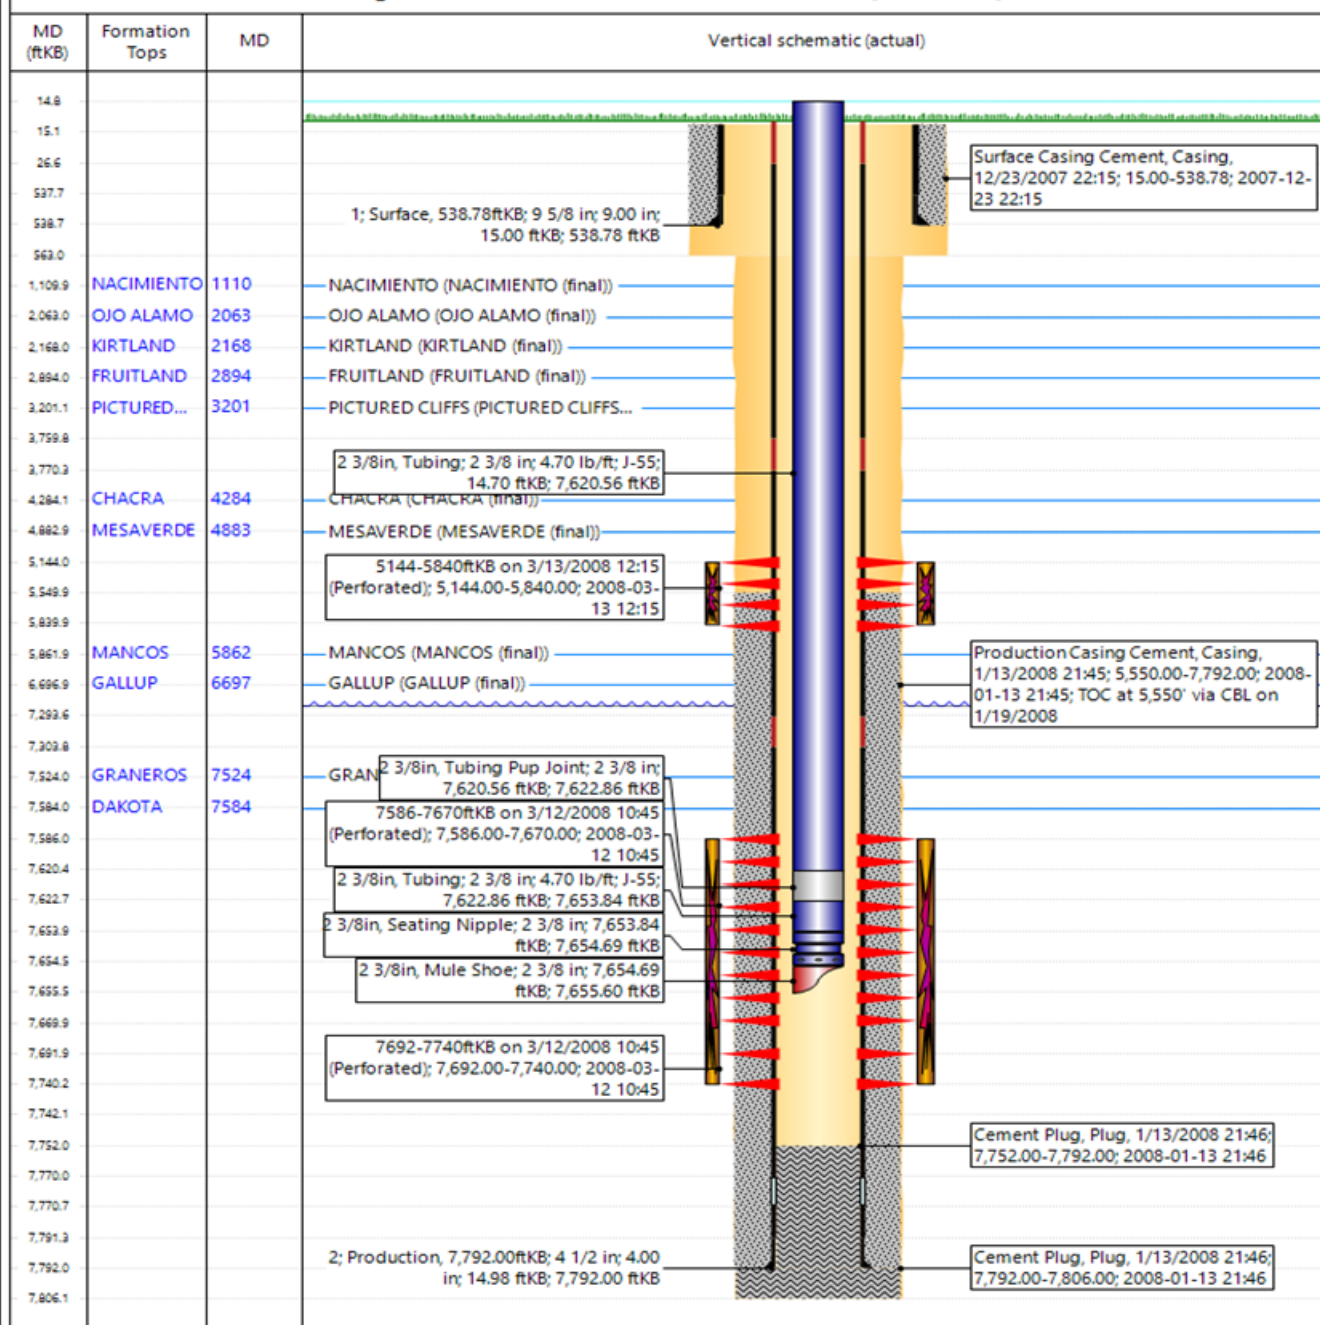 MD
(ftKB)
Formation
Tops
MD
Vertical schematic (actual)
14.8
15.1
26.6
537.7
538.7
563.0
1,109.9
2,063.0
2,168.0
2,894.0
3,201.1
3,759.8
3,770.3
4,284.1
4,882.9
5,144.0
5,549.9
5,839.9
5,861.9
6,696.9
7,293.6
7,303.8
7,524.0
7,584.0
7,586.0
7,620.4
7,622.7
7,653.9
7,654.5
7,655.5
7,669.9
7,691.9
7,740.2
7,742.1
7,752.0
7,770.0
7,770.7
7,791.3
7,792.0
7,806.1
NACIMIENTO 1110
OJO ALAMO 2063
KIRTLAND 2168
FRUITLAND 2894
PICTURED... 3201
CHACRA 4284
MESAVERDE 4883
MANCOS 5862
GALLUP 6697
GRANEROS 7524
DAKOTA 7584
1; Surface, 538.78ftKB; 9 5/8 in; 9.00 in;
15.00 ftKB; 538.78 ftKB
NACIMIENTO (NACIMIENTO (final))
OJO ALAMO (OJO ALAMO (final))
KIRTLAND (KIRTLAND (final))
FRUITLAND (FRUITLAND (final))
PICTURED CLIFFS (PICTURED CLIFFS...
2 3/8in, Tubing; 2 3/8 in; 4.70 lb/ft; J-55;
14.70 ftKB; 7,620.56 ftKB
CHACRA (CHACRA (final))
MESAVERDE (MESAVERDE (final))
5144-5840ftKB on 3/13/2008 12:15
(Perforated); 5,144.00-5,840.00; 2008-03-
13 12:15
MANCOS (MANCOS (final))
GALLUP (GALLUP (final))
GRAN
2 3/8in, Tubing Pup Joint; 2 3/8 in;
7,620.56 ftKB; 7,622.86 ftKB
7586-7670ftKB on 3/12/2008 10:45
(Perforated); 7,586.00-7,670.00; 2008-03-
12 10:45
2 3/8in, Tubing; 2 3/8 in; 4.70 lb/ft; J-55;
7,622.86 ftKB; 7,653.84 ftKB
2 3/8in, Seating Nipple; 2 3/8 in; 7,653.84
ftKB; 7,654.69 ftKB
2 3/8in, Mule Shoe; 2 3/8 in; 7,654.69
ftKB; 7,655.60 ftKB
7692-7740ftKB on 3/12/2008 10:45
(Perforated); 7,692.00-7,740.00; 2008-03-
12 10:45
2; Production, 7,792.00ftKB; 4 1/2 in; 4.00
in; 14.98 ftKB; 7,792.00 ftKB
Surface Casing Cement, Casing,
12/23/2007 22:15; 15.00-538.78; 2007-12-
23 22:15
Production Casing Cement, Casing,
1/13/2008 21:45; 5,550.00-7,792.00; 2008-
01-13 21:45; TOC at 5,550' via CBL on
1/19/2008
Cement Plug, Plug, 1/13/2008 21:46;
7,752.00-7,792.00; 2008-01-13 21:46
Cement Plug, Plug, 1/13/2008 21:46;
7,792.00-7,806.00; 2008-01-13 21:46